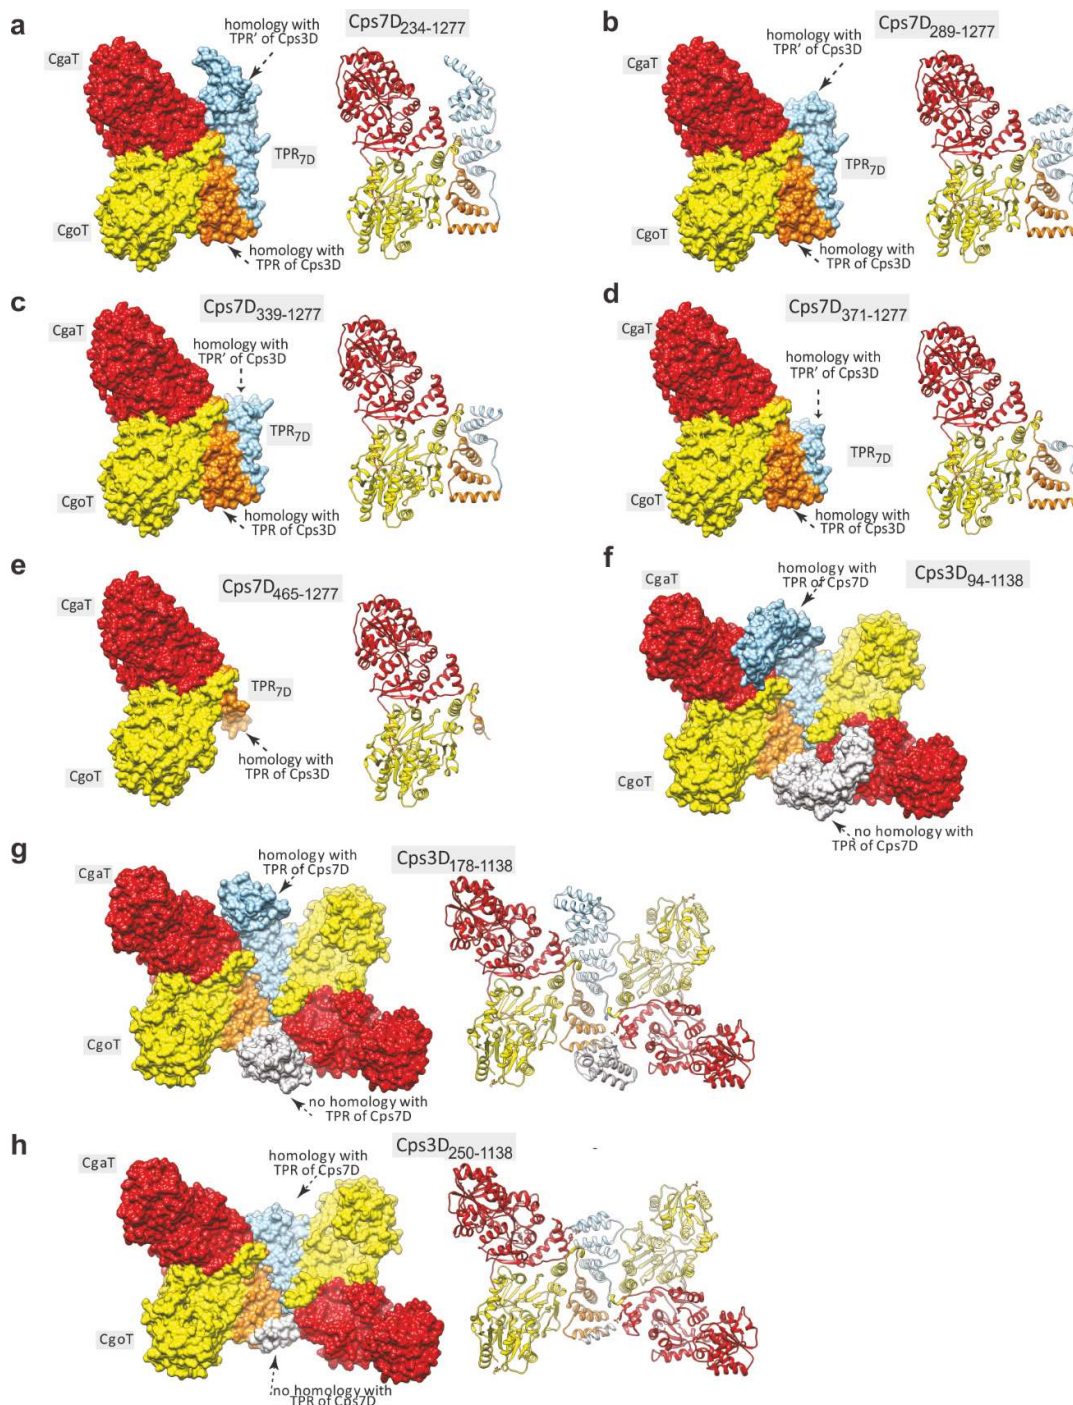 a
homology with
TPR' of Cps3D
Cps7D234-1277
CgaT
TPR7D
CgoT
homology with
TPR of Cps3D
b
homology with
TPR' of Cps3D
Cps7D289-1277
CgaT
TPR7D
CgoT
homology with
TPR of Cps3D
c
Cps7D339-1277
CgaT
homology with
TPR' of Cps3D
TPR7D
CgoT
homology with
TPR of Cps3D
d
Cps7D371-1277
CgaT
homology with
TPR' of Cps3D
TPR7D
CgoT
homology with
TPR of Cps3D
e
Cps7D465-1277
CgaT
TPR7D
homology with
TPR of Cps3D
CgoT
f
homology with
TPR of Cps7D
Cps3D94-1138
CgaT
CgoT
no homology with
TPR of Cps7D
g
homology with
TPR of Cps7D
Cps3D178-1138
CgaT
CgoT
no homology with
TPR of Cps7D
h
homology with
TPR of Cps7D
Cps3D250-1138
-
CgaT
CgoT
no homology with
TPR of Cps7D